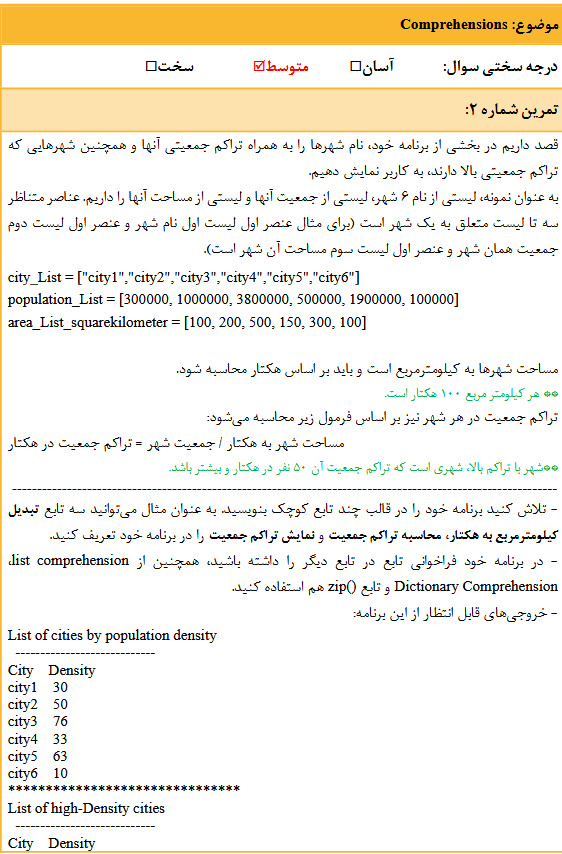 موضوع: Comprehensions
درجه سختی سوال: آسان☐ متوسط☑ سخت☐
تمرین شماره ۲:
قصد داریم در بخشی از برنامه خود، نام شهرها را به همراه تراکم جمعیتی آنها و همچنین شهرهایی که
تراکم جمعیتی بالا دارند، به کاربر نمایش دهیم.
به عنوان نمونه، لیستی از نام ۶ شهر، لیستی از جمعیت آنها و لیستی از مساحت آنها را داریم. عناصر متناظر
سه تا لیست متعلق به یک شهر است (برای مثال عنصر اول لیست اول نام شهر و عنصر اول لیست دوم
جمعیت همان شهر و عنصر اول لیست سوم مساحت آن شهر است).
city_List = ["city1","city2","city3","city4","city5","city6"]
population_List = [300000, 1000000, 3800000, 500000, 1900000, 100000]
area_List_squarekilometer = [100, 200, 500, 150, 300, 100]
مساحت شهرها به کیلومترمربع است و باید بر اساس هکتار محاسبه شود.
** هر کیلومتر مربع ۱۰۰ هکتار است.
تراکم جمعیت در هر شهر نیز بر اساس فرمول زیر محاسبه می‌شود:
مساحت شهر به هکتار / جمعیت شهر = تراکم جمعیت در هکتار
**شهر با تراکم بالا، شهری است که تراکم جمعیت آن ۵۰ نفر در هکتار و بیشتر باشد.
- تلاش کنید برنامه خود را در قالب چند تابع کوچک بنویسید. به عنوان مثال می‌توانید سه تابع تبدیل
کیلومترمربع به هکتار، محاسبه تراکم جمعیت و نمایش تراکم جمعیت را در برنامه خود تعریف کنید.
- در برنامه خود فراخوانی تابع در تابع دیگر را داشته باشید، همچنین از list comprehension،
Dictionary Comprehension و تابع zip() هم استفاده کنید.
- خروجی‌های قابل انتظار از این برنامه:
List of cities by population density
----------------------------
City Density
city1 30
city2 50
city3 76
city4 33
city5 63
city6 10
*******************************
List of high-Density cities
----------------------------
City Density